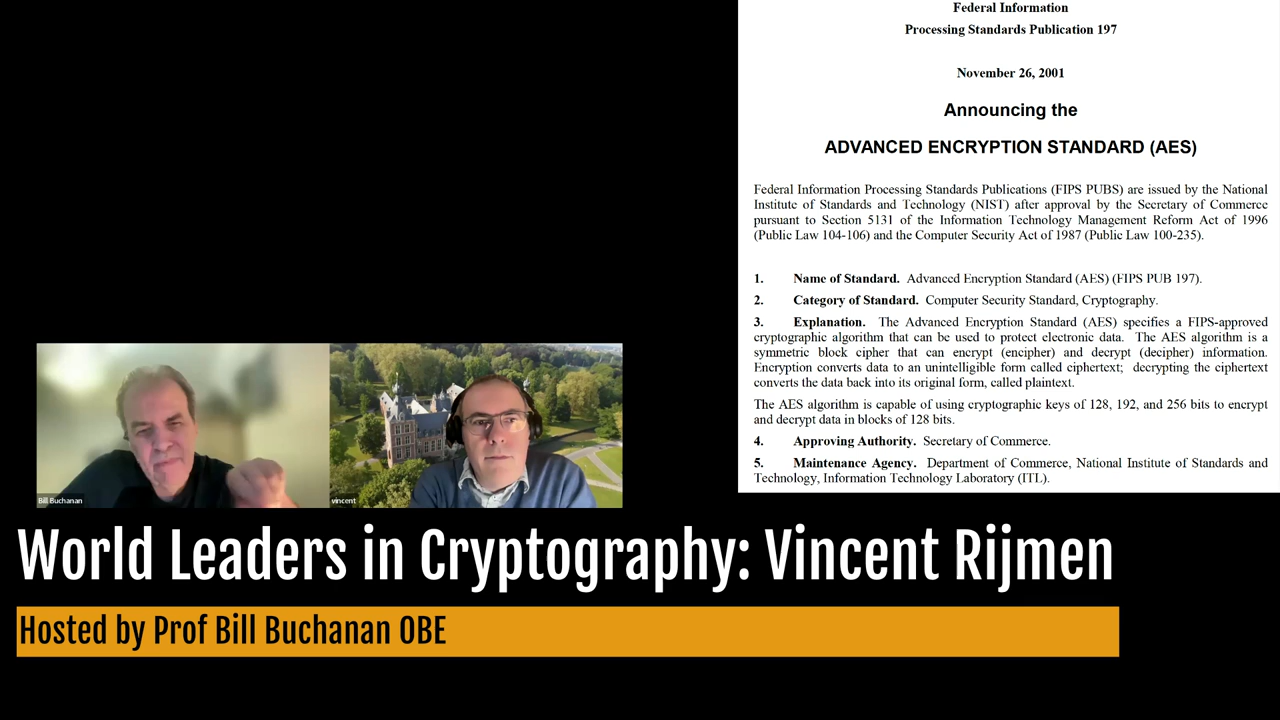 Federal Information
Processing Standards Publication 197
November 26, 2001
Announcing the
ADVANCED ENCRYPTION STANDARD (AES)
Federal Information Processing Standards Publications (FIPS PUBS) are issued by the National
Institute of Standards and Technology (NIST) after approval by the Secretary of Commerce
pursuant to Section 5131 of the Information Technology Management Reform Act of 1996
(Public Law 104-106) and the Computer Security Act of 1987 (Public Law 100-235).
1. Name of Standard. Advanced Encryption Standard (AES) (FIPS PUB 197).
2. Category of Standard. Computer Security Standard, Cryptography.
3. Explanation. The Advanced Encryption Standard (AES) specifies a FIPS-approved
cryptographic algorithm that can be used to protect electronic data. The AES algorithm is a
symmetric block cipher that can encrypt (encipher) and decrypt (decipher) information.
Encryption converts data to an unintelligible form called ciphertext; decrypting the ciphertext
converts the data back into its original form, called plaintext.
The AES algorithm is capable of using cryptographic keys of 128, 192, and 256 bits to encrypt
and decrypt data in blocks of 128 bits.
4. Approving Authority. Secretary of Commerce.
5. Maintenance Agency. Department of Commerce, National Institute of Standards and
Technology, Information Technology Laboratory (ITL).
Bill Buchanan
vincent
World Leaders in Cryptography: Vincent Rijmen
Hosted by Prof Bill Buchanan OBE